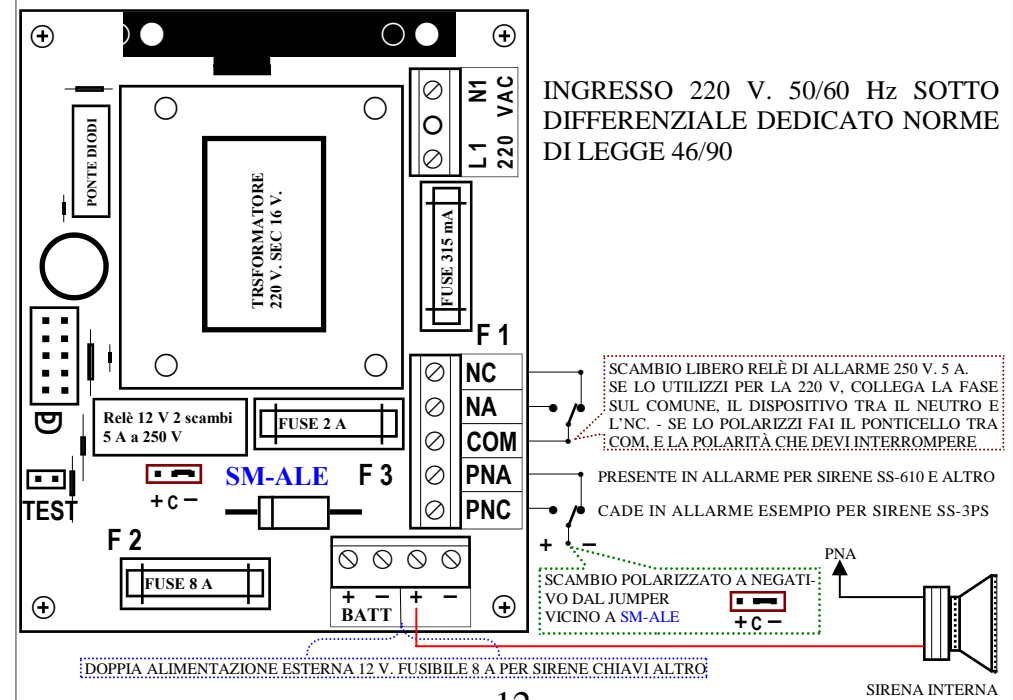 INGRESSO 220 V. 50/60 Hz SOTTO
DIFFERENZIALE DEDICATO NORME
DI LEGGE 46/90
N1
L1
220 VAC
PONTE DIODI
TRSFORMATORE
220 V. SEC 16 V.
FUSE 315 mA
F 1
NC
NA
COM
PNA
PNC
SCAMBIO LIBERO RELÈ DI ALLARME 250 V. 5 A.
SE LO UTILIZZI PER LA 220 V, COLLEGA LA FASE
SUL COMUNE, IL DISPOSITIVO TRA IL NEUTRO E
L'NC. - SE LO POLARIZZI FAI IL PONTICELLO TRA
COM, E LA POLARITÀ CHE DEVI INTERROMPERE
Relè 12 V 2 scambi
5 A a 250 V
FUSE 2 A
F 3
SM-ALE
+ C −
TEST
PRESENTE IN ALLARME PER SIRENE SS-610 E ALTRO
CADE IN ALLARME ESEMPIO PER SIRENE SS-3PS
+ −
F 2
FUSE 8 A
+ − + −
BATT
SCAMBIO POLARIZZATO A NEGATI-
VO DAL JUMPER
VICINO A SM-ALE
+ C −
PNA
DOPPIA ALIMENTAZIONE ESTERNA 12 V. FUSIBILE 8 A PER SIRENE CHIAVI ALTRO
SIRENA INTERNA
12